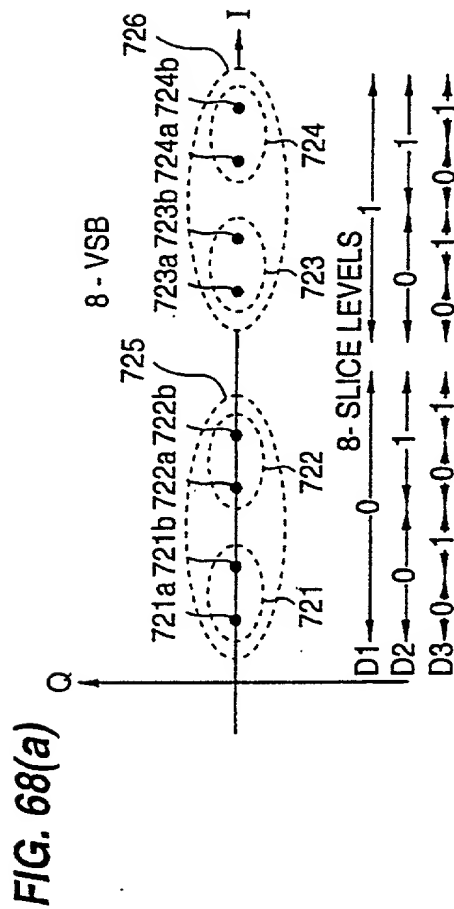 FIG. 68(a)
8 - VSB
Q
725
726
721a 721b 722a 722b 723a 723b 724a 724b
I
721 722 723 724
8- SLICE LEVELS
D1 0 1
D2 0 1 0 1
D3 0 1 0 1 0 1 0 1